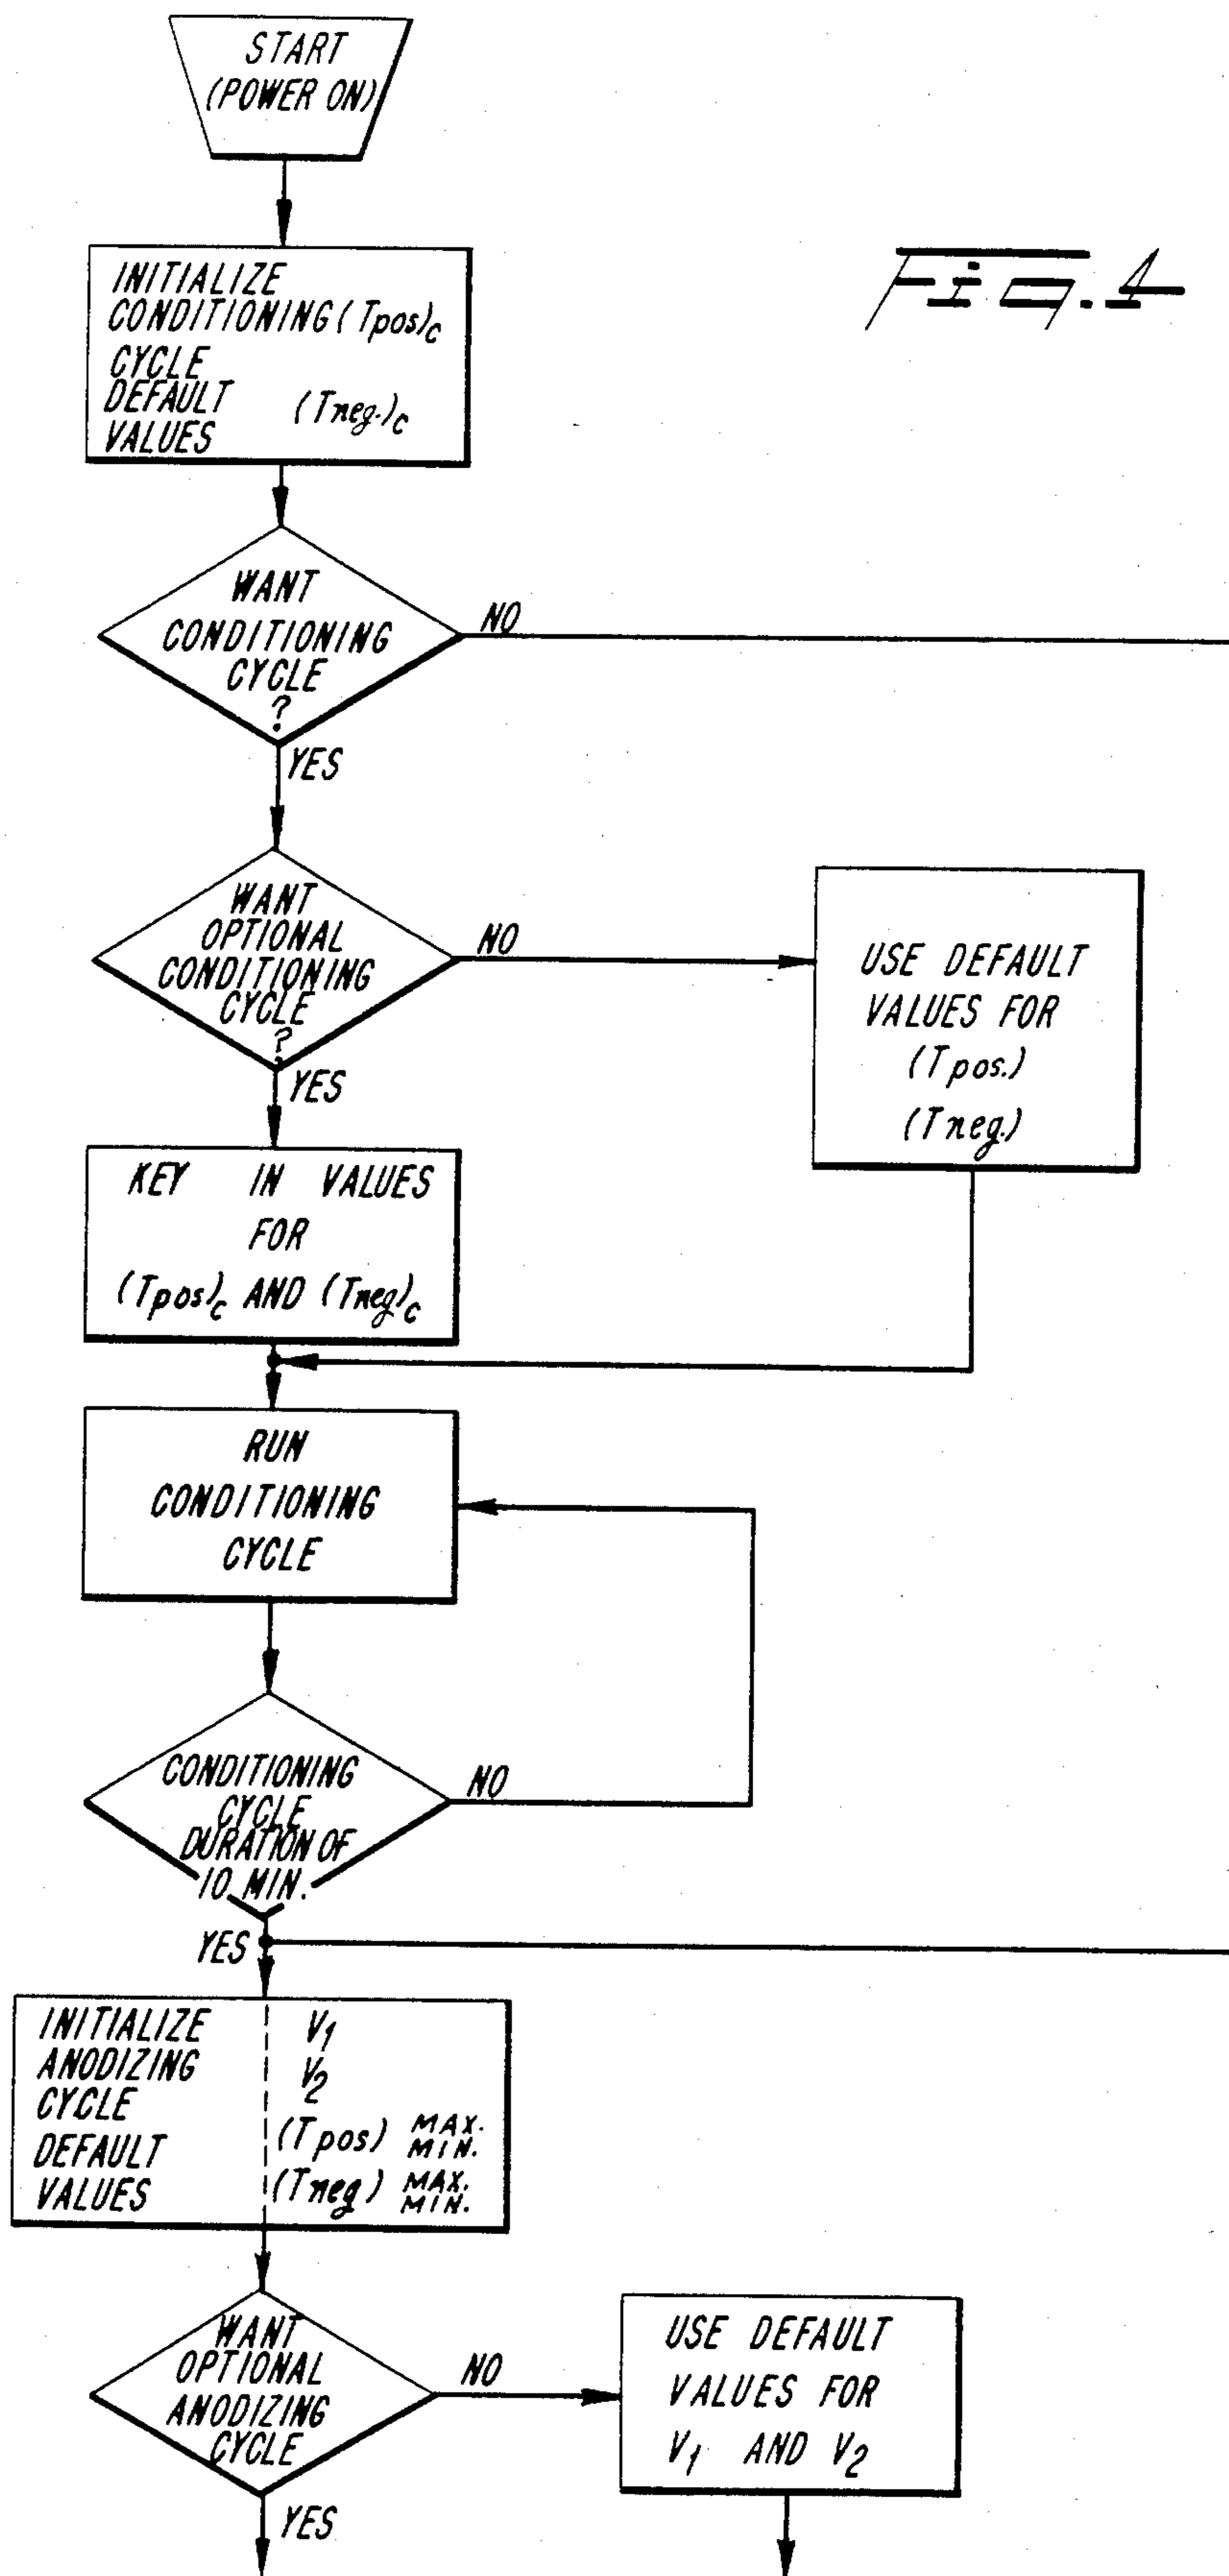 START
(POWER ON)
Fig. 4
INITIALIZE
CONDITIONING (Tpos)c
CYCLE
DEFAULT (Tneg.)c
VALUES
WANT
CONDITIONING
CYCLE
?
NO
YES
WANT
OPTIONAL
CONDITIONING
CYCLE
?
NO
YES
USE DEFAULT
VALUES FOR
(Tpos.)
(Tneg.)
KEY IN VALUES
FOR
(Tpos)c AND (Tneg)c
RUN
CONDITIONING
CYCLE
CONDITIONING
CYCLE
DURATION OF
10 MIN.
NO
YES
INITIALIZE V1
ANODIZING V2
CYCLE
DEFAULT (Tpos) MAX. MIN.
VALUES (Tneg) MAX. MIN.
WANT
OPTIONAL
ANODIZING
CYCLE
NO
YES
USE DEFAULT
VALUES FOR
V1 AND V2